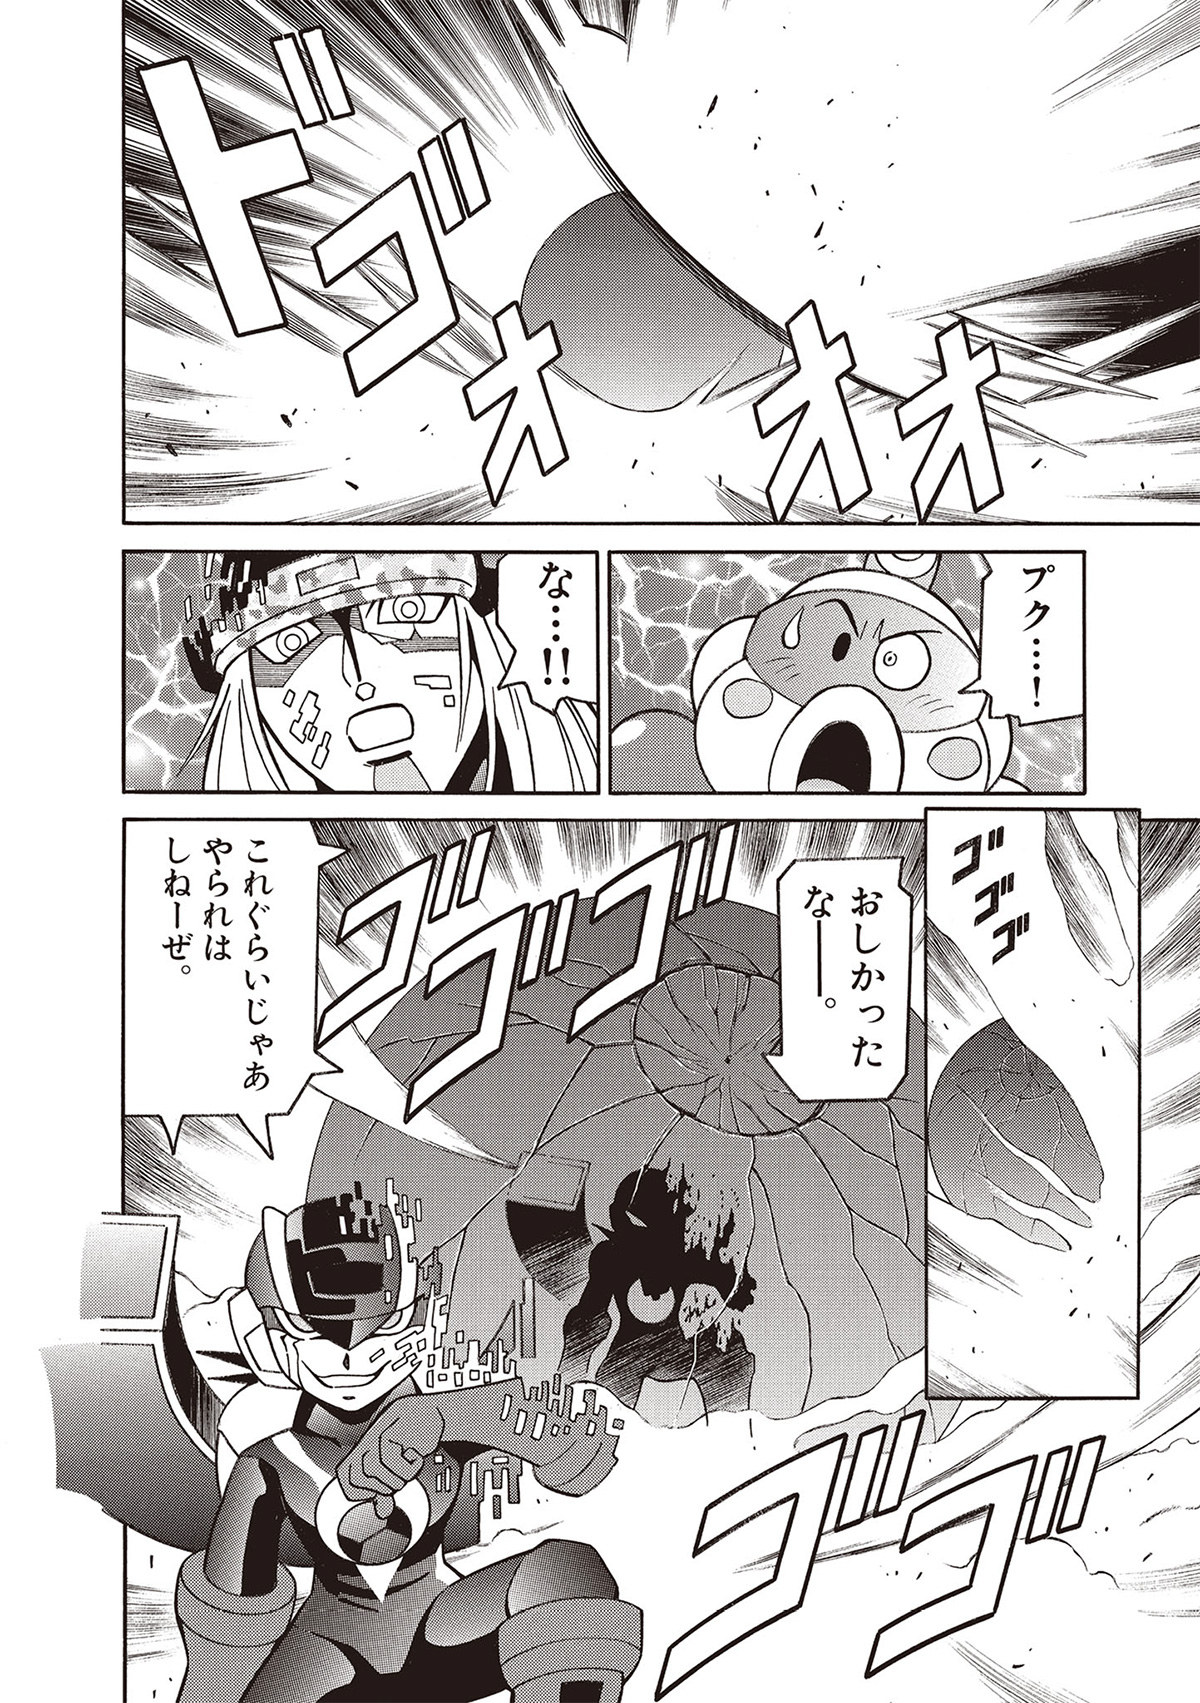 ドゴォオオ
プク…!
な…!!
ゴゴゴ
おしかった
なー。
ゴゴゴ
これぐらいじゃあ
やられは
しねーぜ。
ゴゴ